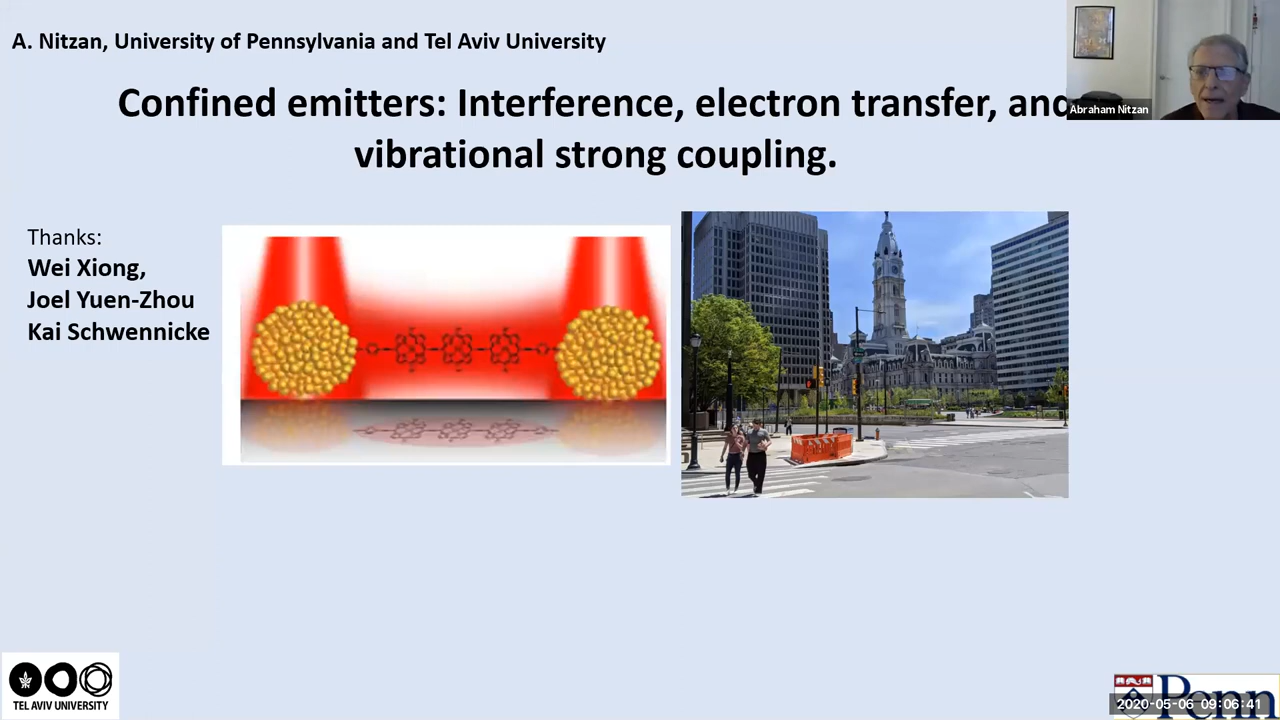 A. Nitzan, University of Pennsylvania and Tel Aviv University
Confined emitters: Interference, electron transfer, and
vibrational strong coupling.
Abraham Nitzan
Thanks:
Wei Xiong,
Joel Yuen-Zhou
Kai Schwennicke
TEL AVIV UNIVERSITY
Penn
2020-05-06 09:06:41